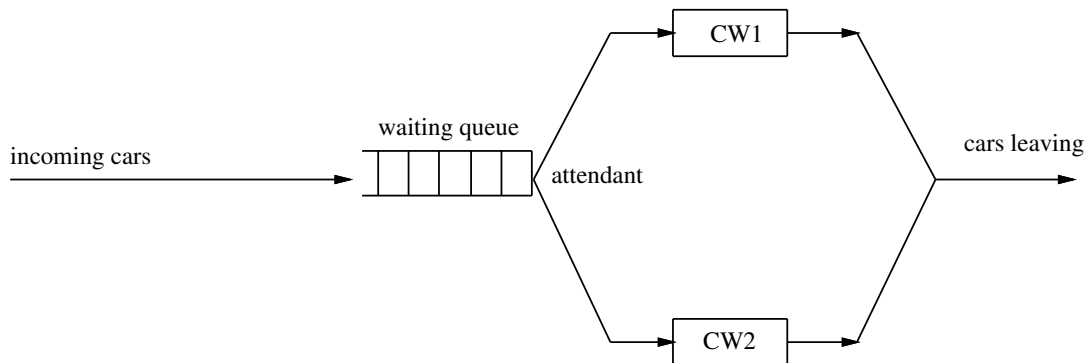 CW1
waiting queue
incoming cars
cars leaving
attendant
CW2